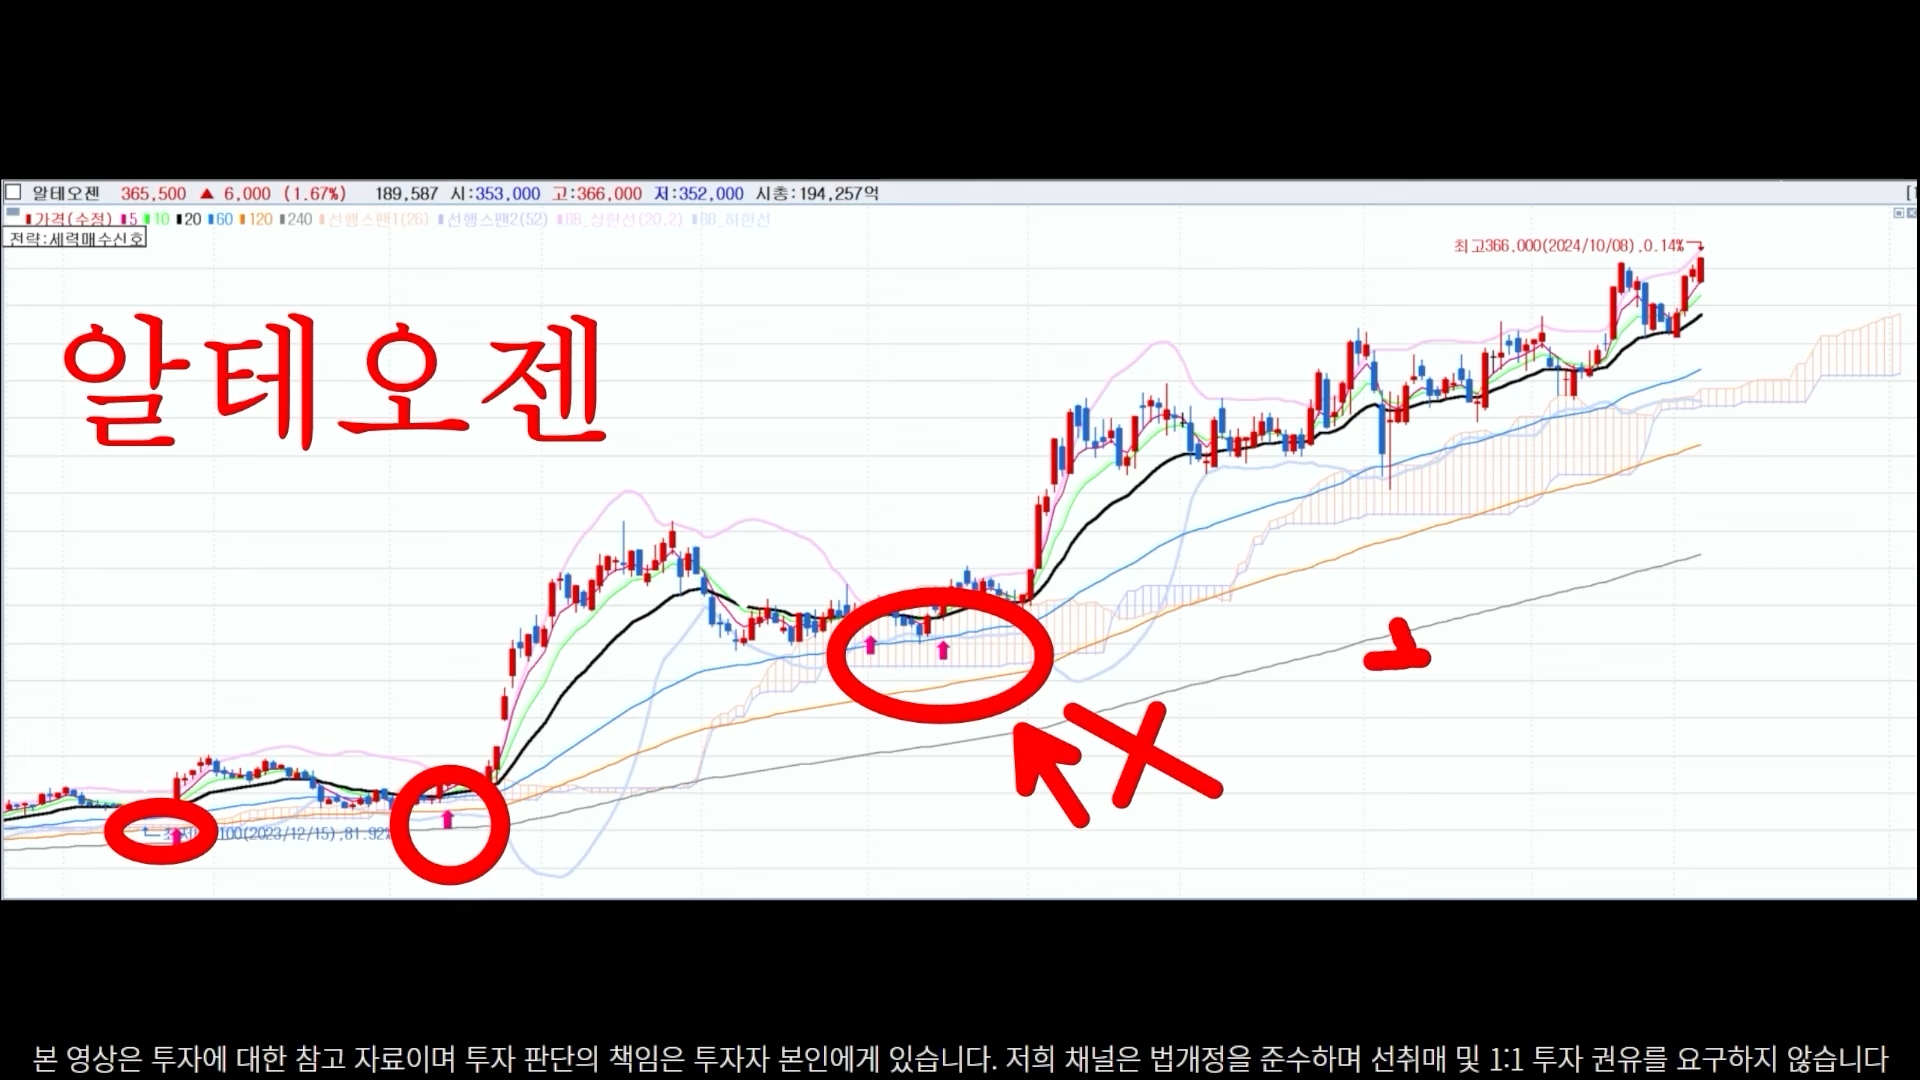 알테오젠 365,500 ▲ 6,000 (1.67%) 189,587 시:353,000 고:366,000 저:352,000 시총:194,257억
가격(수정) 5 10 20 60 120 240 선행스팬1(26) 선행스팬2(52) BB_상한선(20,2) BB_하한선
전략:세력매수신호
최고366,000(2024/10/08),0.14%
알테오젠
100(2023/12/15),81.92%
본 영상은 투자에 대한 참고 자료이며 투자 판단의 책임은 투자자 본인에게 있습니다. 저희 채널은 법개정을 준수하며 선취매 및 1:1 투자 권유를 요구하지 않습니다